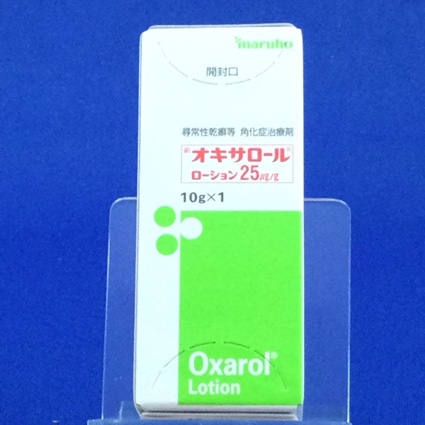 maruho
開封口
尋常性乾癬等 角化症治療剤
オキサロール®
ローション25μg/g
10g×1
Oxarol®
Lotion